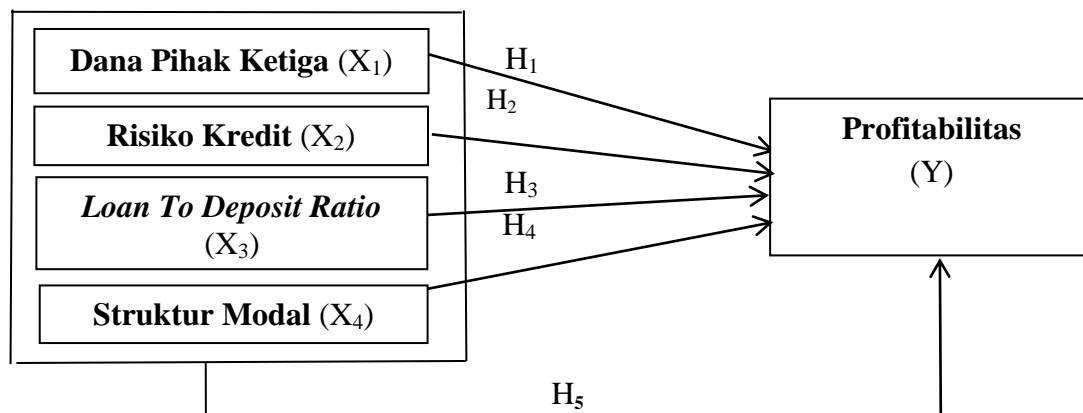 Dana Pihak Ketiga (X₁)
H₁
H₂
Risiko Kredit (X₂)
Profitabilitas
(Y)
Loan To Deposit Ratio
(X₃)
H₃
H₄
Struktur Modal (X₄)
H₅